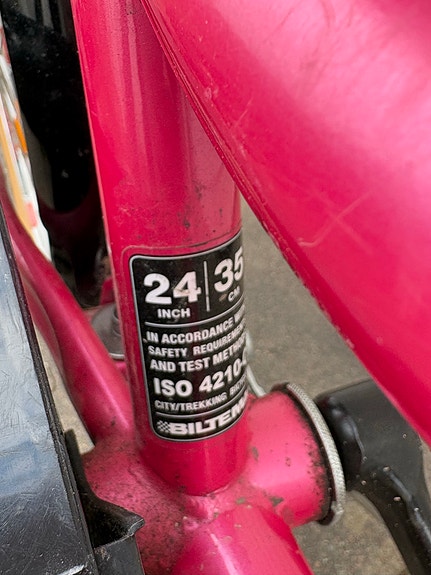 24 35
INCH CM
IN ACCORDANCE
SAFETY
AND TEST
ISO 4210-
CITY/TREKKING
BILTEMA